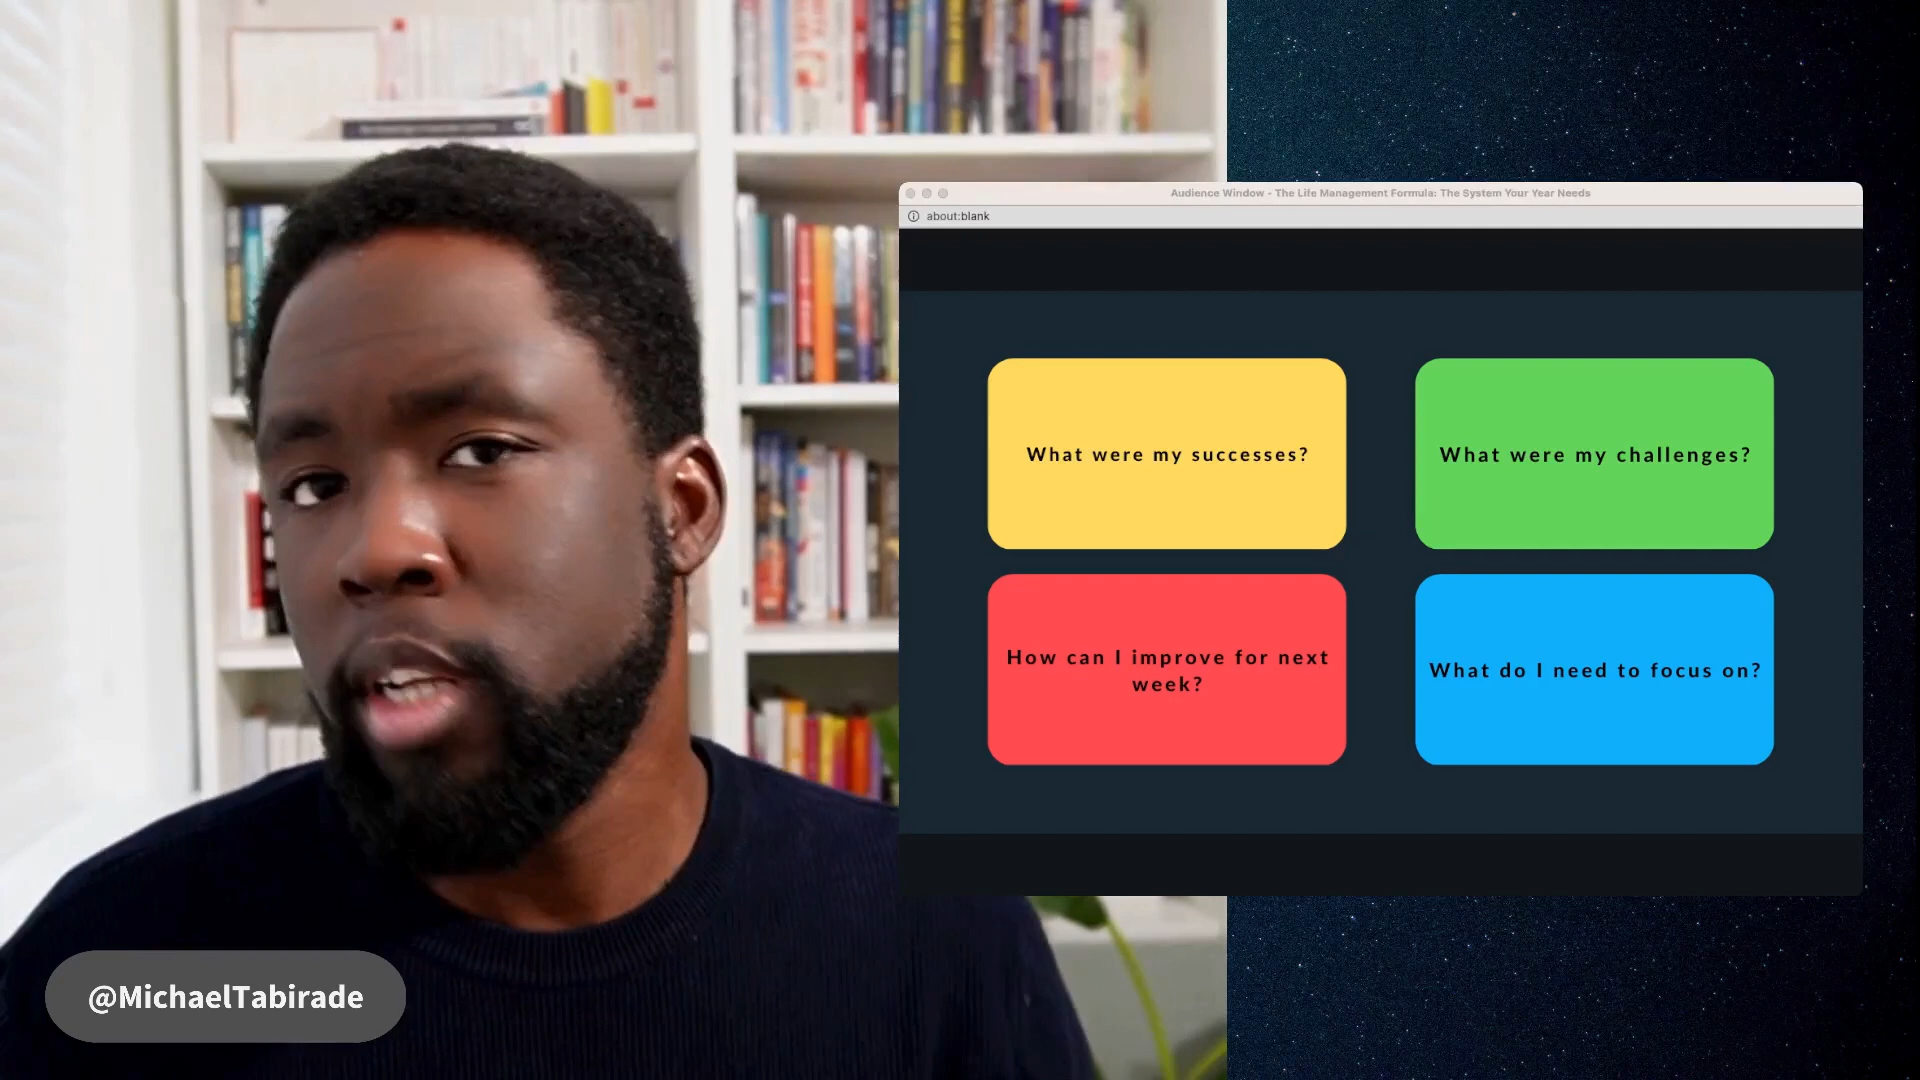 Audience Window - The Life Management Formula: The System Your Year Needs
about:blank
What were my successes?
What were my challenges?
How can I improve for next
week?
What do I need to focus on?
@MichaelTabirade